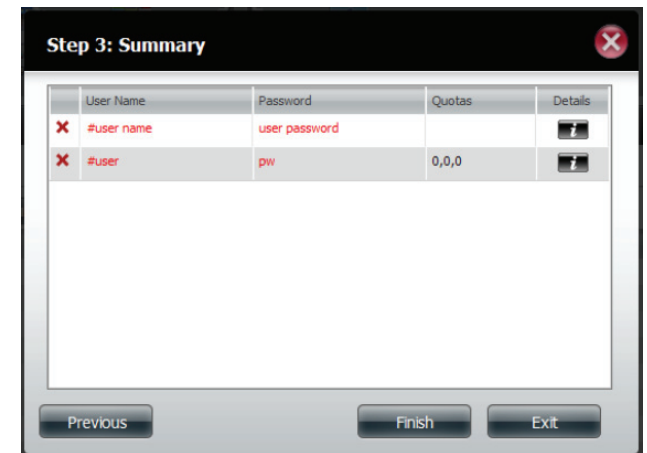 Step 3: Summary
User Name Password Quotas Details
#user name user password
#user pw 0,0,0
Previous Finish Exit